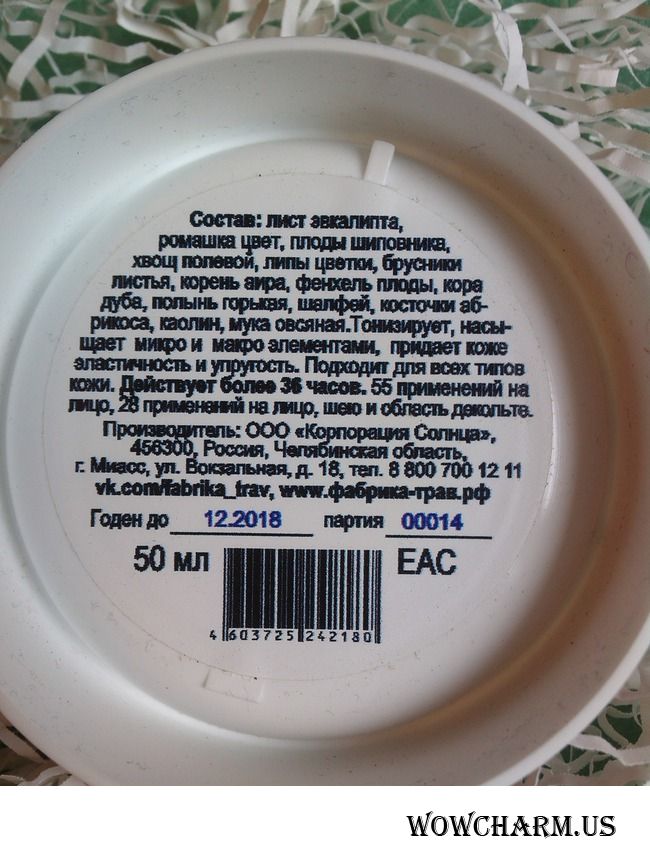 Состав: лист эвкалипта,
ромашка цвет, плоды шиповника,
хвощ полевой, липы цветки, брусники
листья, корень аира, фенхель плоды, кора
дуба, полынь горькая, шалфей, косточки аб-
рикоса, каолин, мука овсяная.Тонизирует, насы-
щает микро и макро элементами, придает коже
эластичность и упругость. Подходит для всех типов
кожи. Действует более 36 часов. 55 применений на
лицо, 28 применений на лицо, шею и область декольте.
Производитель: ООО «Корпорация Солнца»,
456300, Россия, Челябинская область,
г. Миасс, ул. Вокзальная, д. 18, тел. 8 800 700 12 11
vk.com/fabrika_trav, www.фабрика-трав.рф
Годен до 12.2018 партия 00014
50 мл EAC
4 603725 242180
WOWCHARM.US